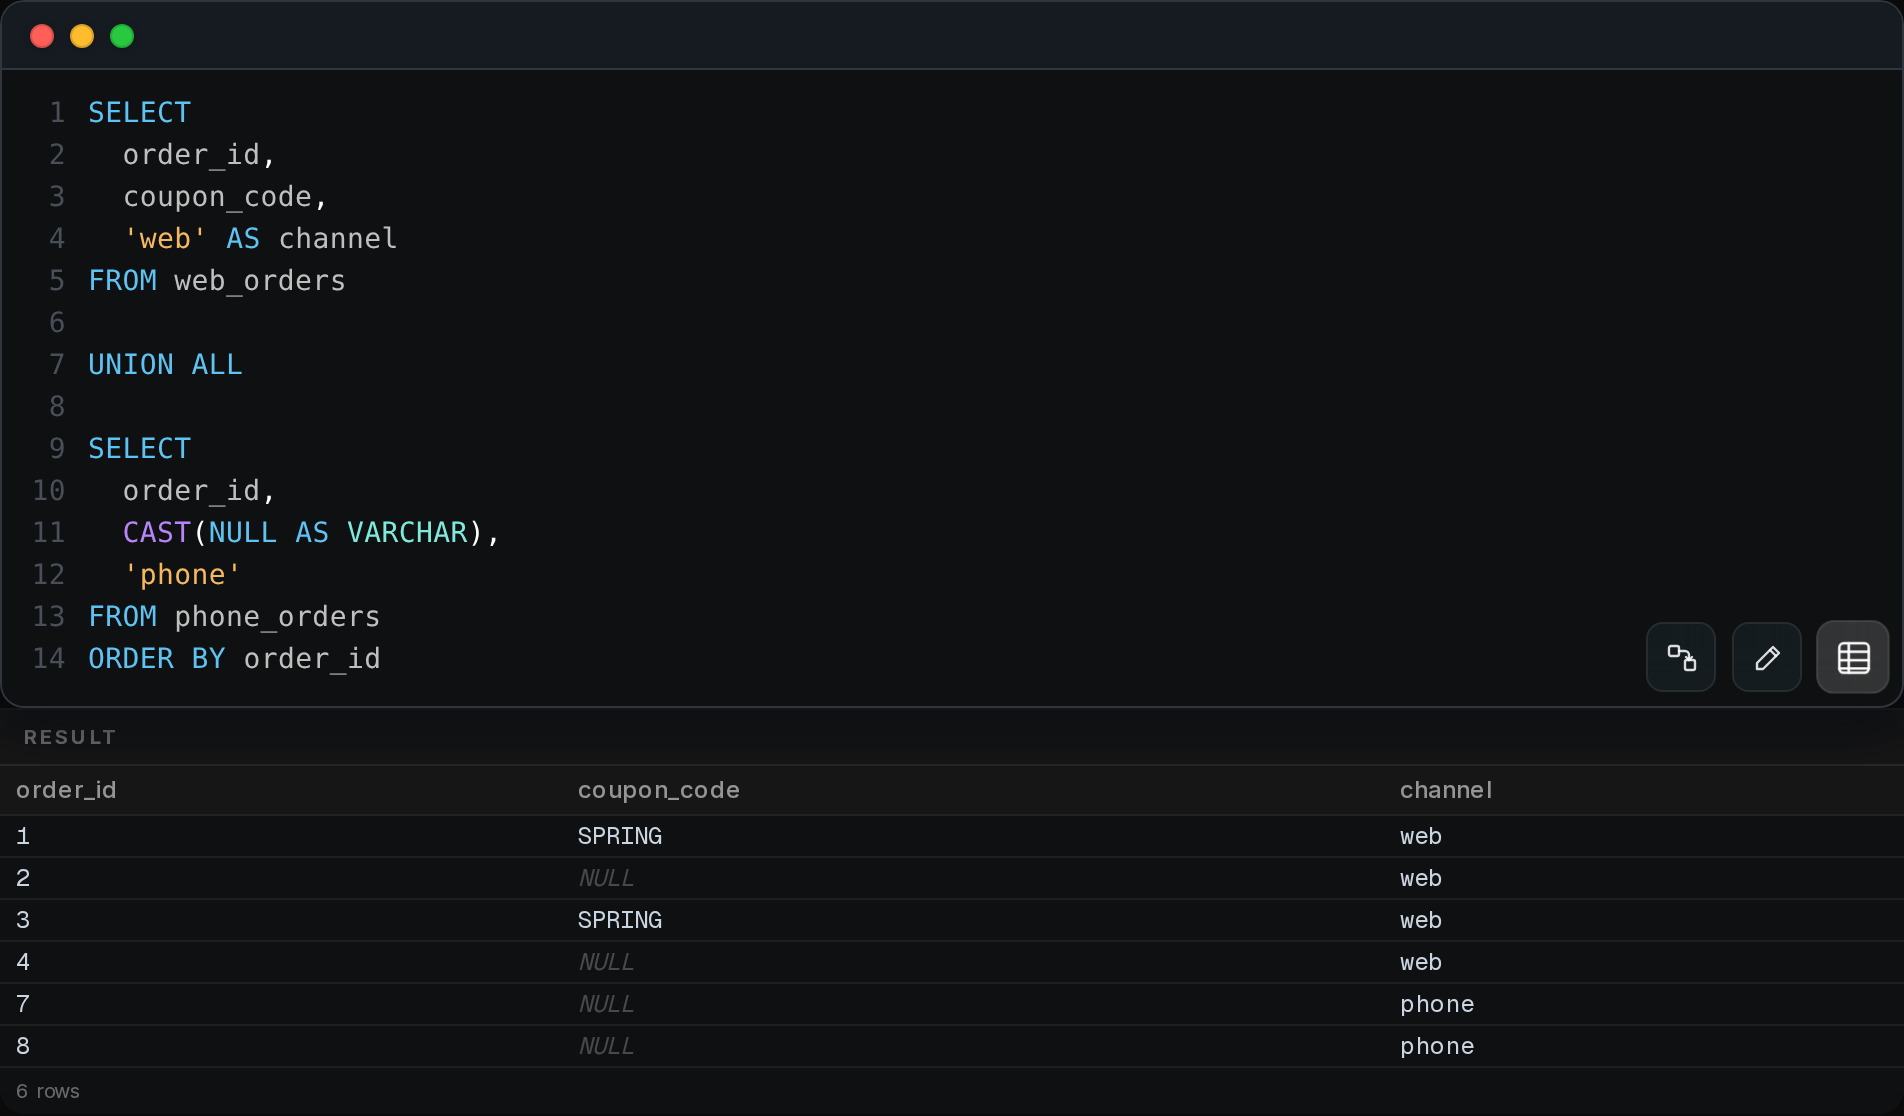 1 SELECT
2   order_id,
3   coupon_code,
4   'web' AS channel
5 FROM web_orders
6
7 UNION ALL
8
9 SELECT
10   order_id,
11   CAST(NULL AS VARCHAR),
12   'phone'
13 FROM phone_orders
14 ORDER BY order_id
RESULT
order_id coupon_code channel
1 SPRING web
2 NULL web
3 SPRING web
4 NULL web
7 NULL phone
8 NULL phone
6 rows